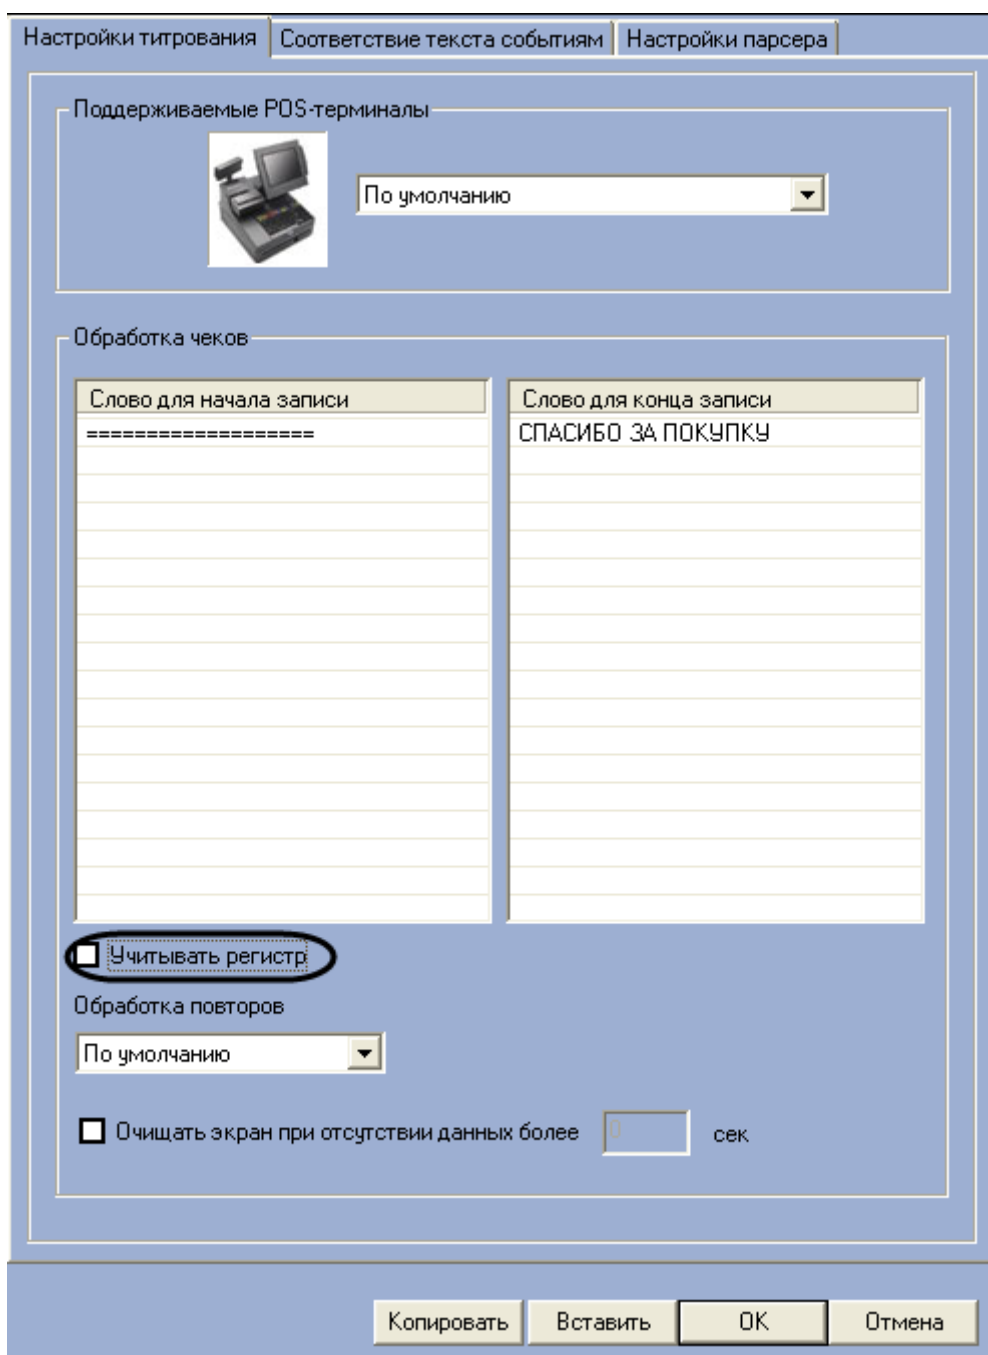 Настройки титрования Соответствие текста событиям Настройки парсера
Поддерживаемые POS-терминалы
По умолчанию
Обработка чеков
Слово для начала записи Слово для конца записи
=================== СПАСИБО ЗА ПОКУПКУ
Учитывать регистр
Обработка повторов
По умолчанию
Очищать экран при отсутствии данных более 0 сек
Копировать Вставить OK Отмена